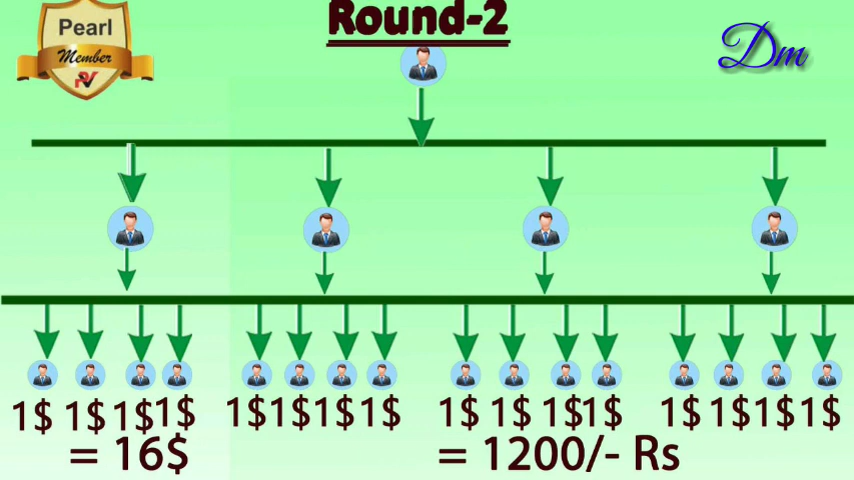 Round-2
Pearl
Member
Dm
1$ 1$ 1$ 1$ 1$ 1$ 1$ 1$ 1$ 1$ 1$ 1$ 1$ 1$ 1$ 1$
= 16$ = 1200/- Rs